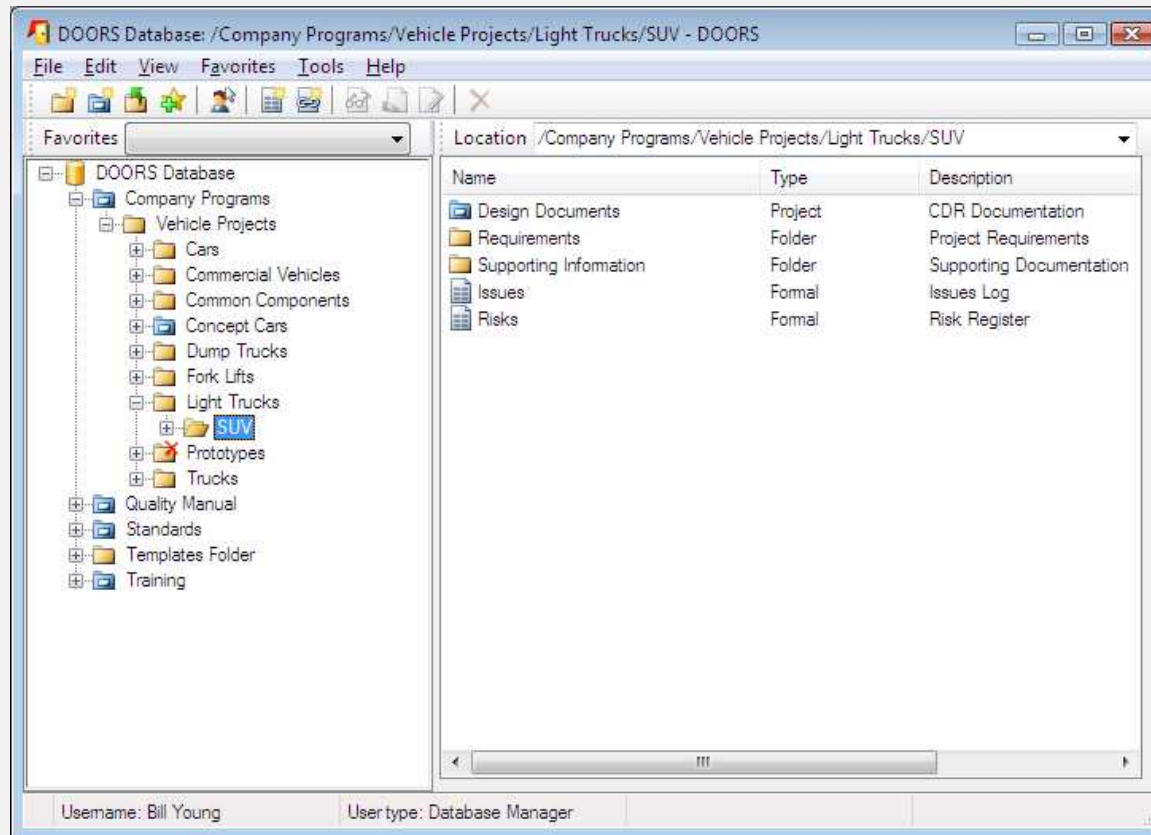 DOORS Database: /Company Programs/Vehicle Projects/Light Trucks/SUV - DOORS
File Edit View Favorites Tools Help
Favorites
Location /Company Programs/Vehicle Projects/Light Trucks/SUV
DOORS Database
Company Programs
Vehicle Projects
Cars
Commercial Vehicles
Common Components
Concept Cars
Dump Trucks
Fork Lifts
Light Trucks
SUV
Prototypes
Trucks
Quality Manual
Standards
Templates Folder
Training
Name Type Description
Design Documents Project CDR Documentation
Requirements Folder Project Requirements
Supporting Information Folder Supporting Documentation
Issues Formal Issues Log
Risks Formal Risk Register
Username: Bill Young User type: Database Manager